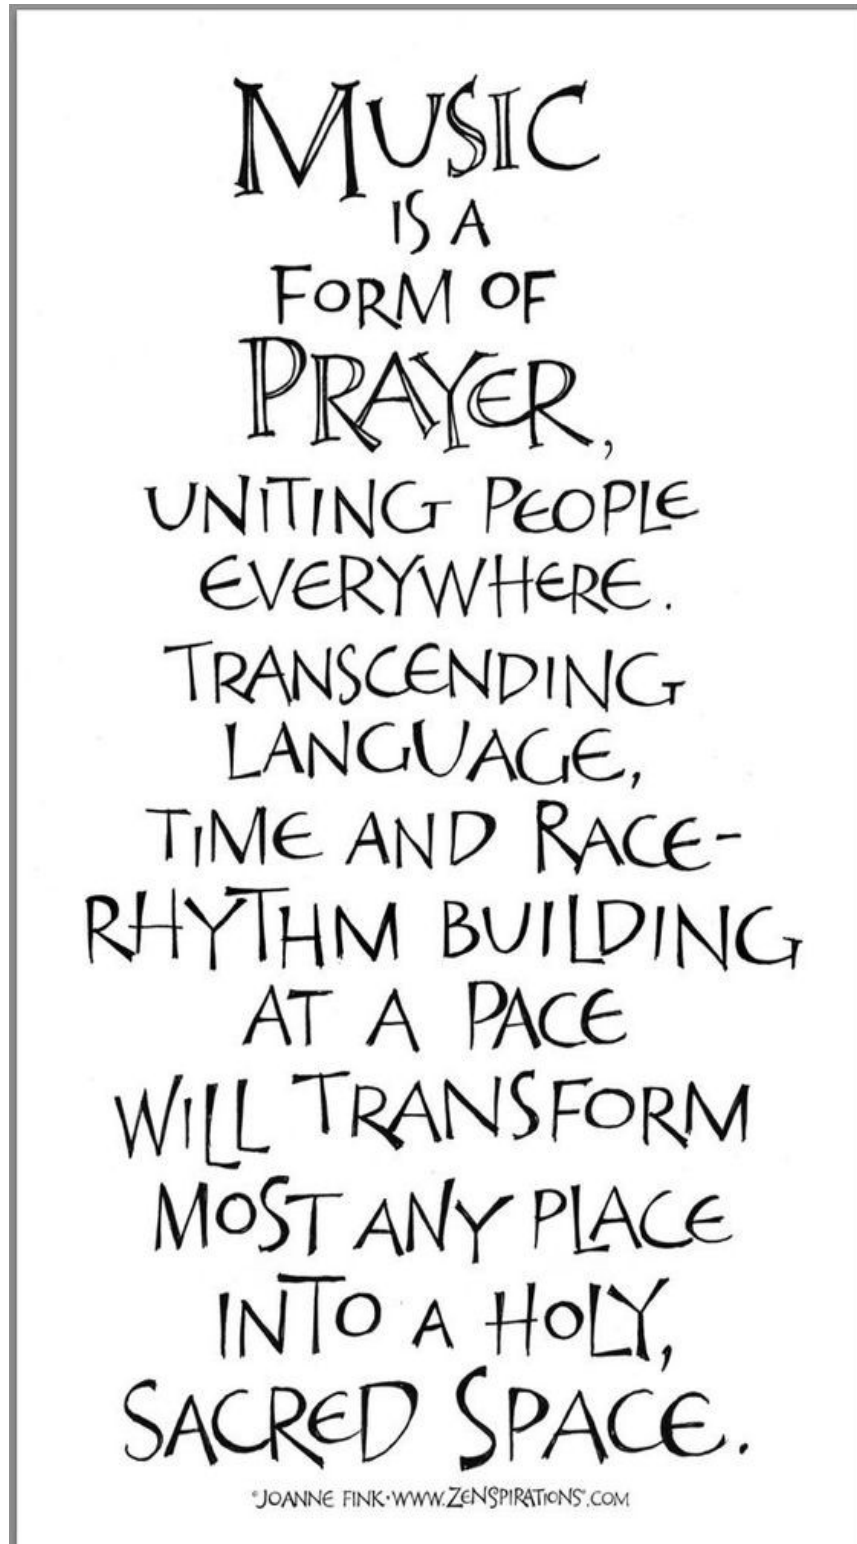 MUSIC
IS A
FORM OF
PRAYER,
UNITING PEOPLE
EVERYWHERE.
TRANSCENDING
LANGUAGE,
TIME AND RACE-
RHYTHM BUILDING
AT A PACE
WILL TRANSFORM
MOST ANY PLACE
INTO A HOLY,
SACRED SPACE.
©JOANNE FINK•WWW.ZENSPIRATIONS®.COM